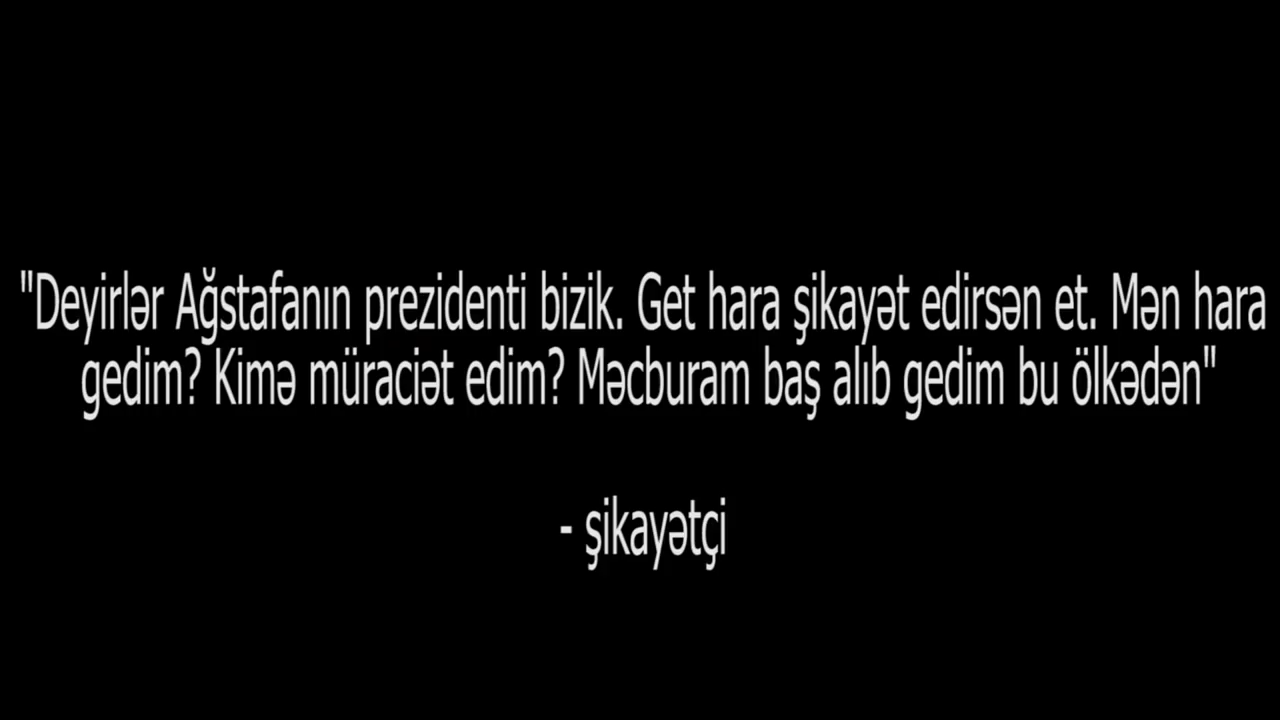 "Deyirlər Ağstafanın prezidenti bizik. Get hara şikayət edirsən et. Mən hara
gedim? Kimə müraciət edim? Məcburam baş alıb gedim bu ölkədən"
- şikayətçi